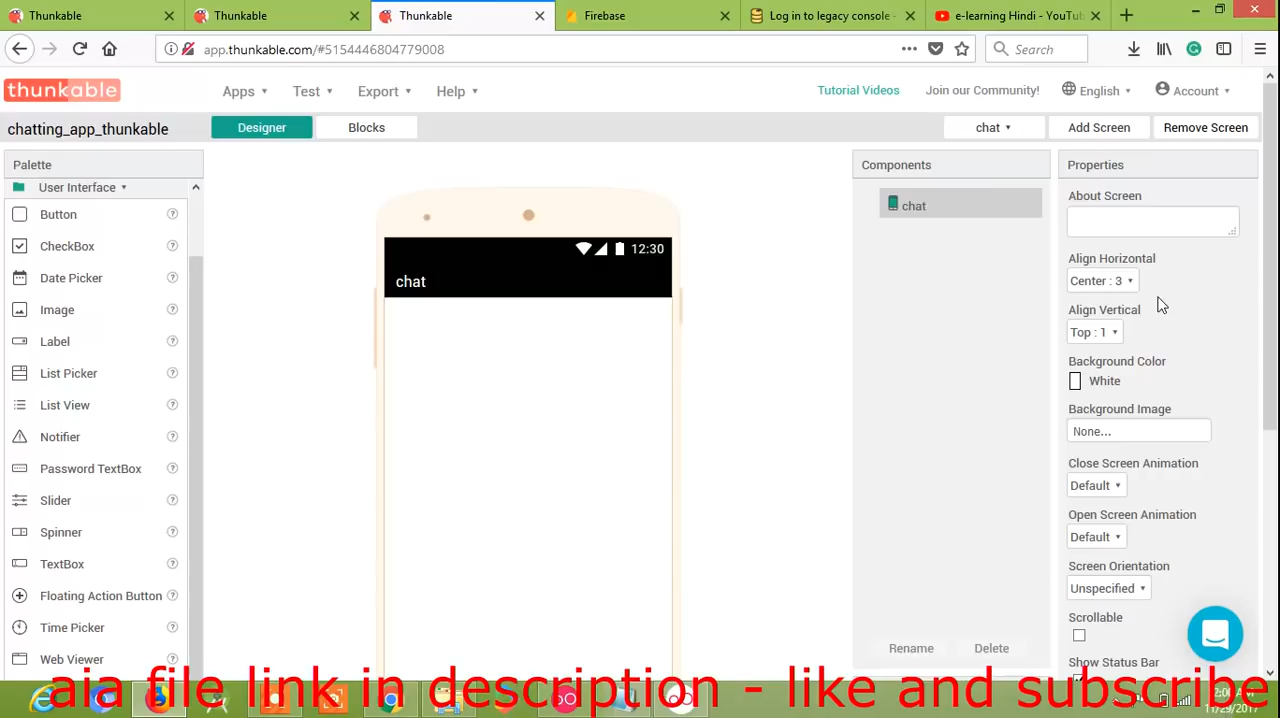 Thunkable
Thunkable
Thunkable
Firebase
Log in to legacy console -
e-learning Hindi - YouTub
app.thunkable.com/#5154446804779008
Search
thunkable
Apps
Test
Export
Help
Tutorial Videos
Join our Community!
English
Account
chatting_app_thunkable
Designer
Blocks
chat
Add Screen
Remove Screen
Palette
Components
Properties
User Interface
Button
CheckBox
Date Picker
Image
Label
List Picker
List View
Notifier
Password TextBox
Slider
Spinner
TextBox
Floating Action Button
Time Picker
Web Viewer
12:30
chat
chat
Rename
Delete
About Screen
Align Horizontal
Center : 3
Align Vertical
Top : 1
Background Color
White
Background Image
None...
Close Screen Animation
Default
Open Screen Animation
Default
Screen Orientation
Unspecified
Scrollable
Show Status Bar
aia file link in description - like and subscribe
11/29/2017